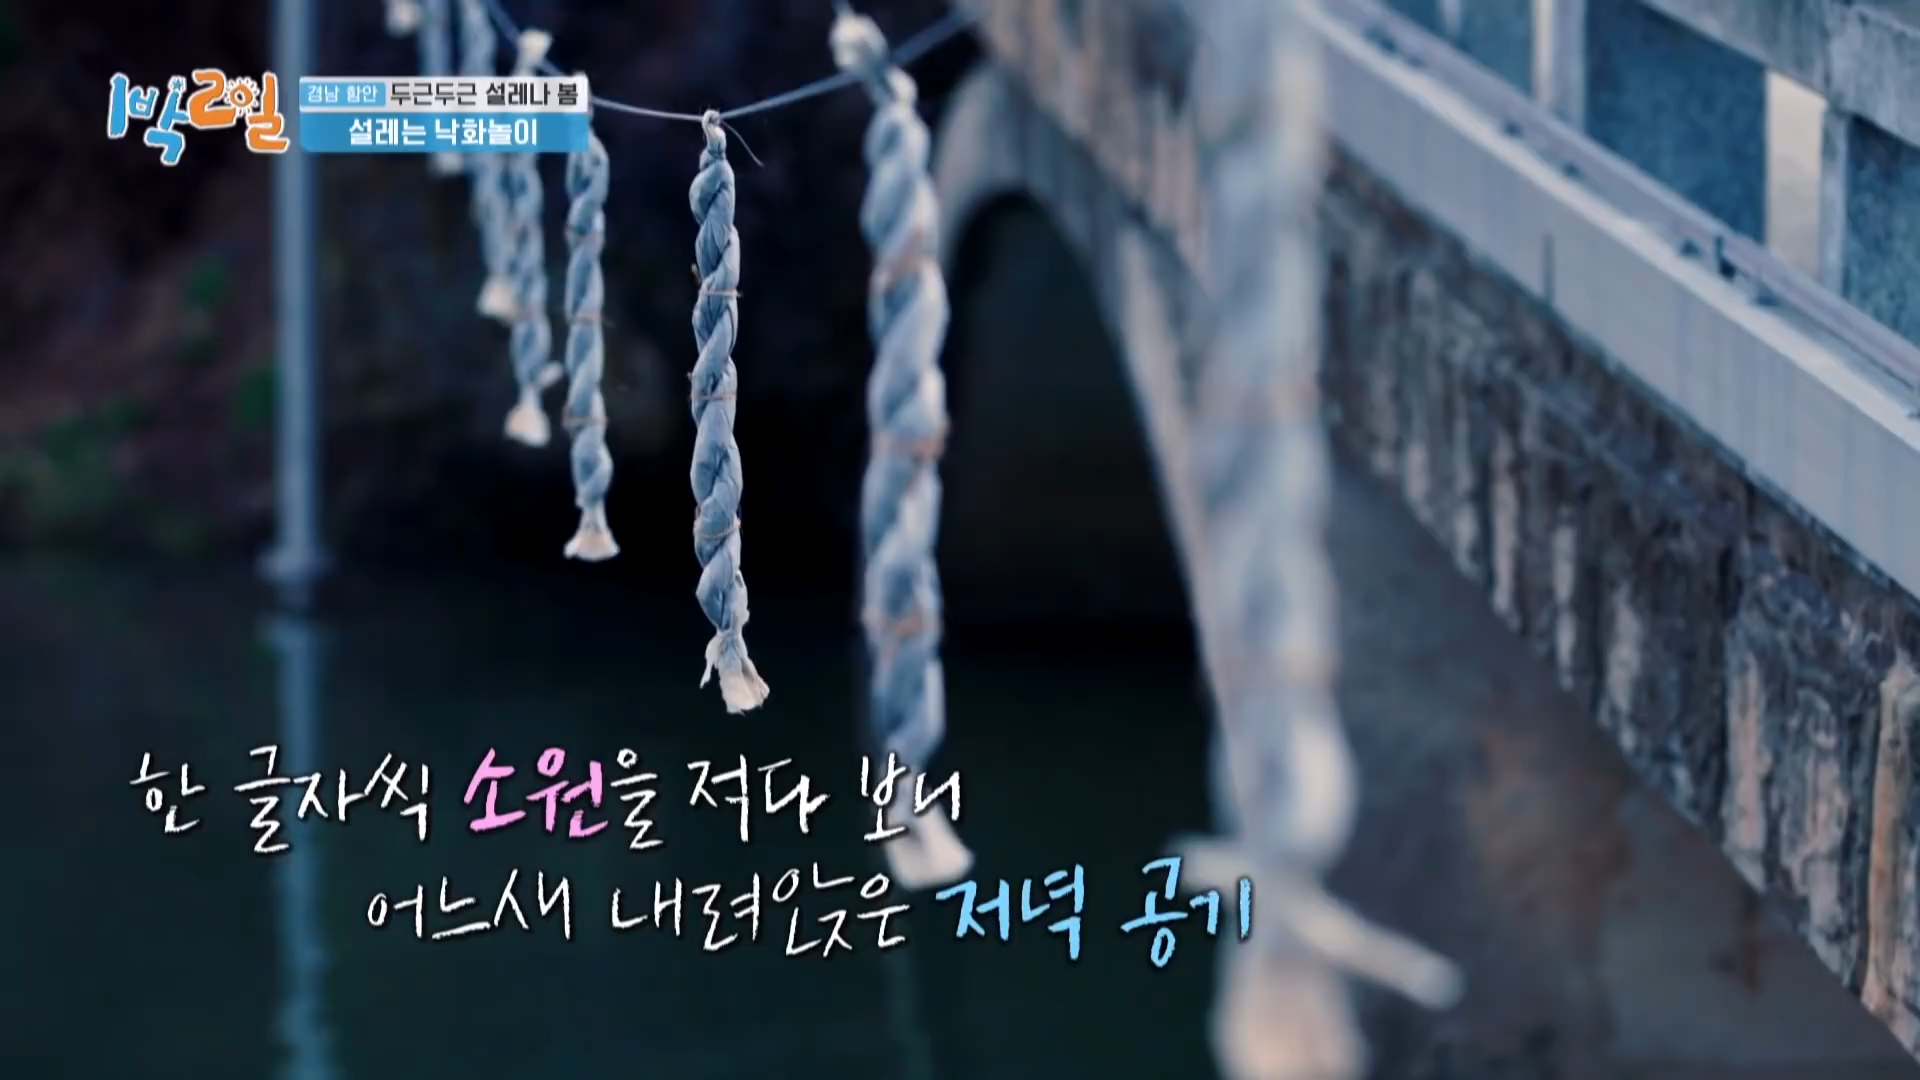 1박2일
경남 함안 두근두근 설레나 봄
설레는 낙화놀이
한 글자씩 소원을 적다 보니
어느새 내려앉은 저녁 공기